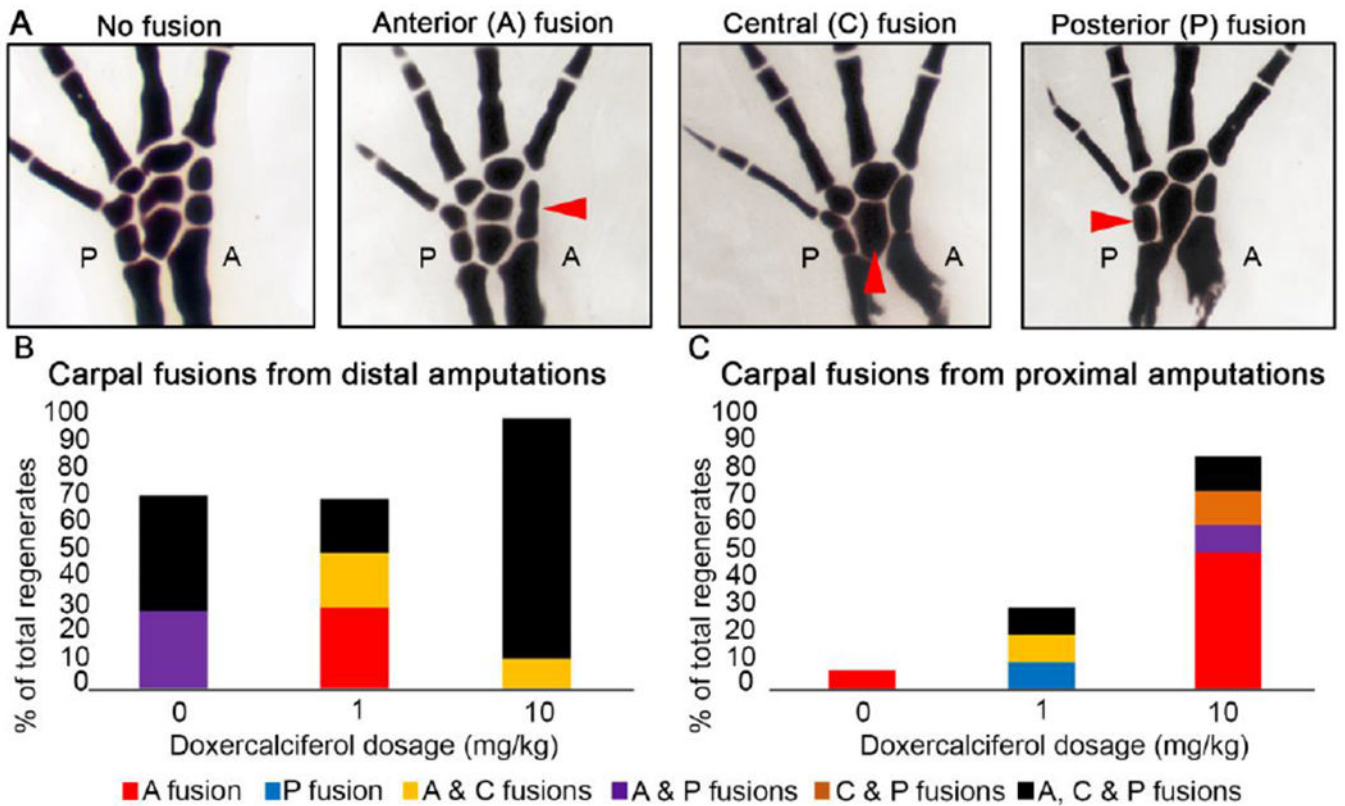 A
No fusion
Anterior (A) fusion
Central (C) fusion
Posterior (P) fusion
P A
P A
P A
P A
B
Carpal fusions from distal amputations
% of total regenerates
100
90
80
70
60
50
40
30
20
10
0
0 1 10
Doxercalciferol dosage (mg/kg)
C
Carpal fusions from proximal amputations
% of total regenerates
100
90
80
70
60
50
40
30
20
10
0
0 1 10
Doxercalciferol dosage (mg/kg)
A fusion P fusion A & C fusions A & P fusions C & P fusions A, C & P fusions